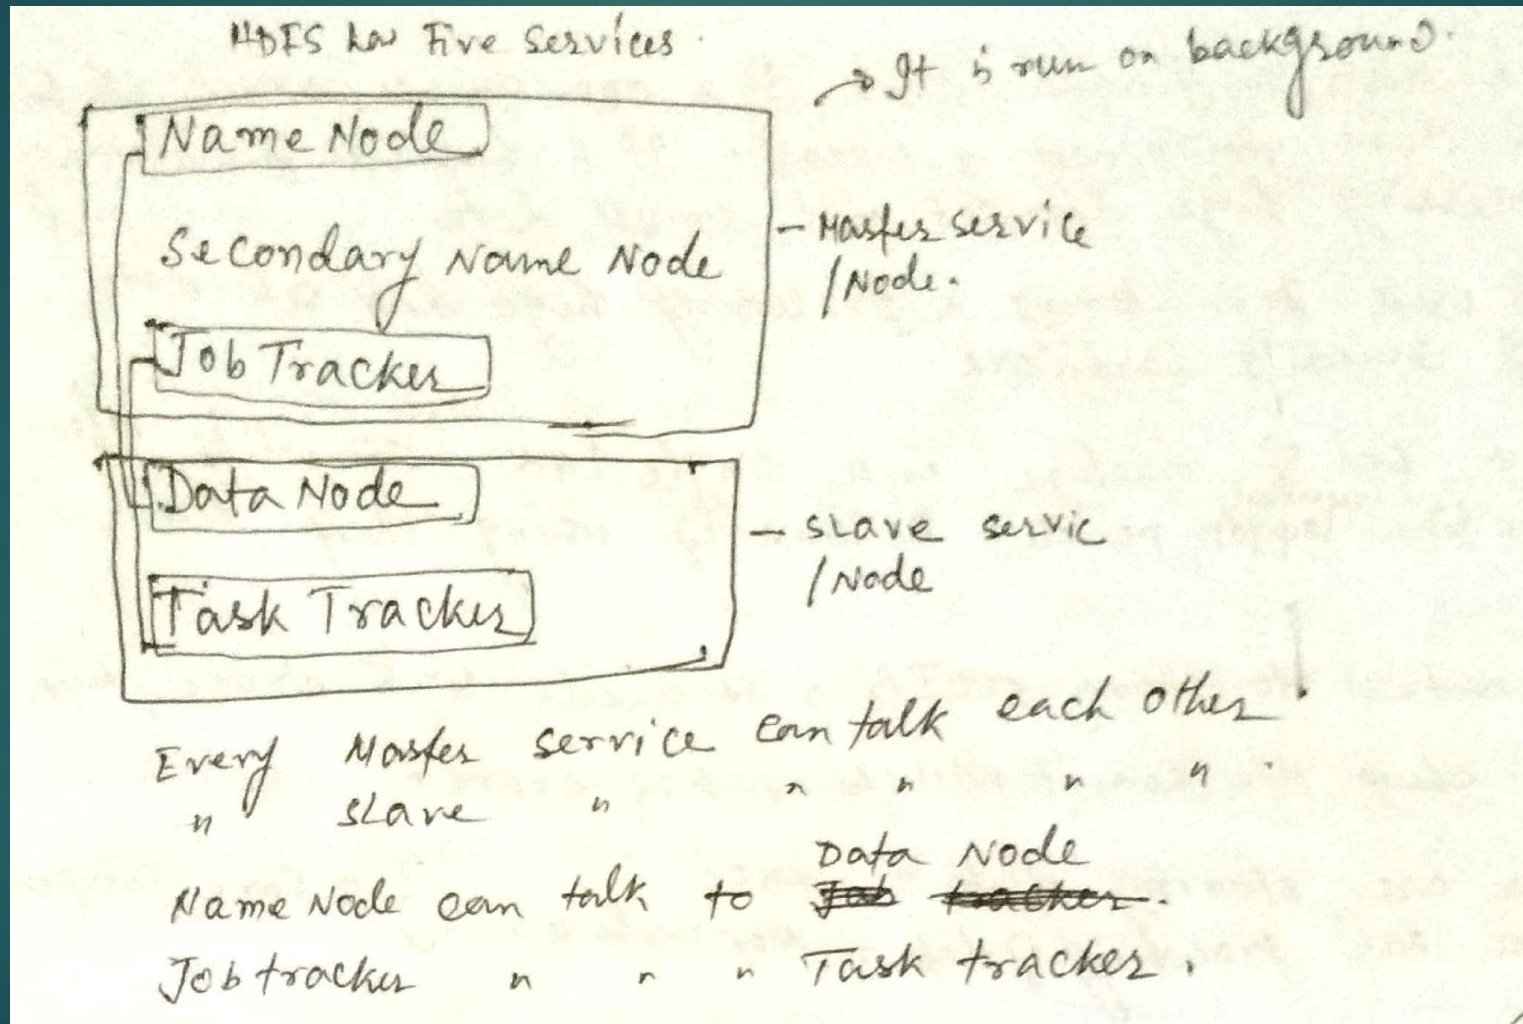 HDFS has Five Services.
→ It is run on background.
Name Node
Secondary Name Node
Job Tracker
- Master service
/Node.
Data Node
Task Tracker
- Slave servic
/Node
Every Master service can talk each other
" slave " " " " " .
Data Node
Name Node can talk to Job tracker.
Job tracker " " " Task tracker.